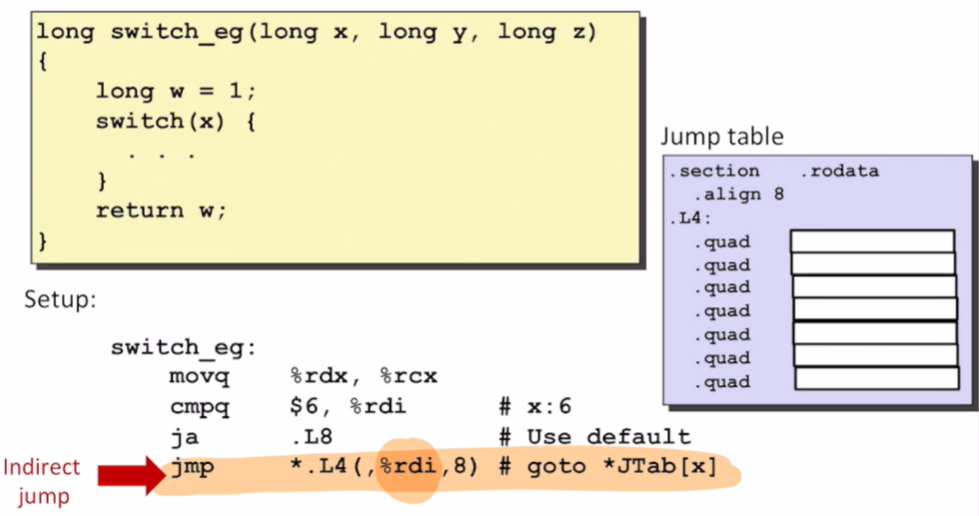 long switch_eg(long x, long y, long z)
{
long w = 1;
switch(x) {
. . .
}
return w;
}
Jump table
.section .rodata
.align 8
.L4:
.quad
.quad
.quad
.quad
.quad
.quad
.quad
Setup:
switch_eg:
movq %rdx, %rcx
cmpq $6, %rdi # x:6
ja .L8 # Use default
jmp *.L4(,%rdi,8) # goto *JTab[x]
Indirect
jump